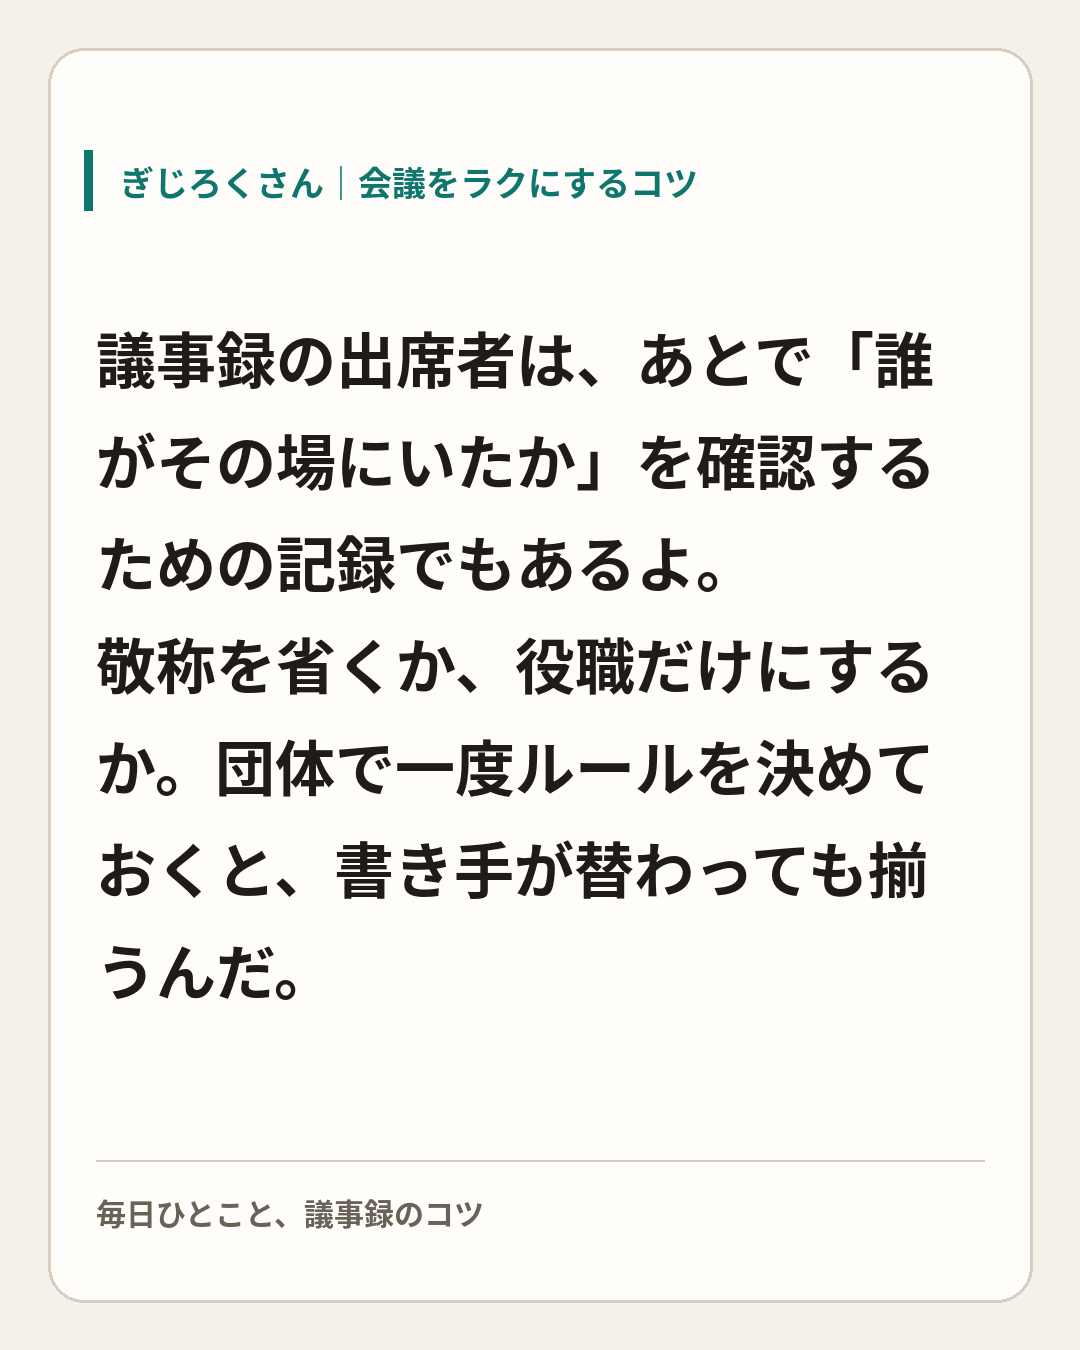 ぎじろくさん｜会議をラクにするコツ
議事録の出席者は、あとで「誰
がその場にいたか」を確認する
ための記録でもあるよ。
敬称を省くか、役職だけにする
か。団体で一度ルールを決めて
おくと、書き手が替わっても揃
うんだ。
毎日ひとこと、議事録のコツ